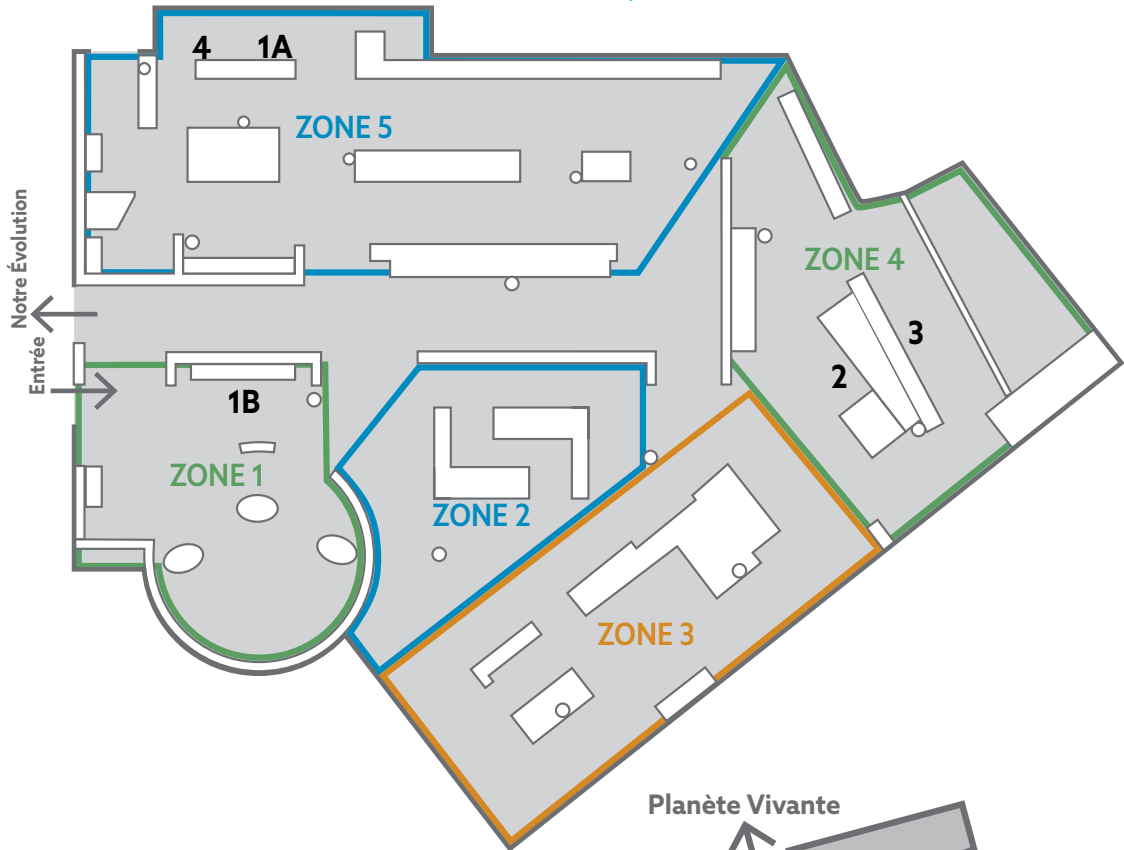 4
1A
ZONE 5
Notre Évolution
Entrée
ZONE 4
3
2
1B
ZONE 1
ZONE 2
ZONE 3
Planète Vivante